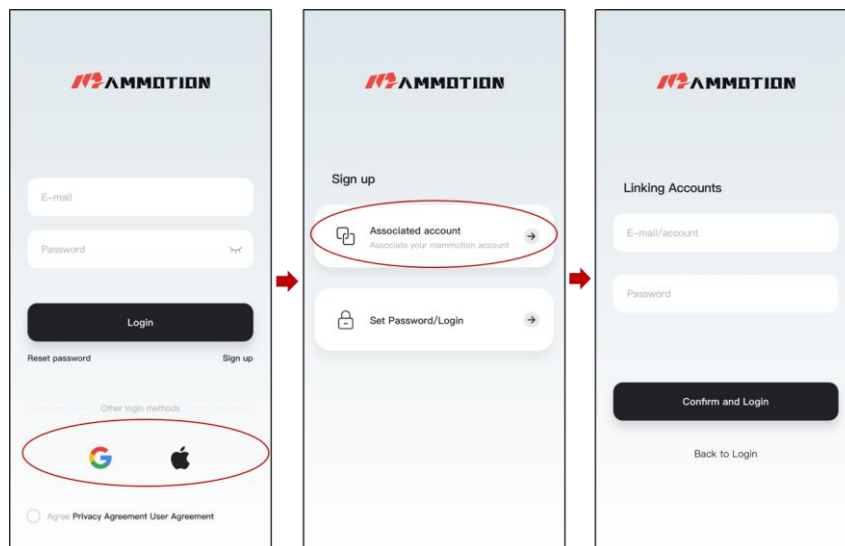 MAMMOTION
E-mail
Password
Login
Reset password Sign up
Other login methods
Agree Privacy Agreement User Agreement
MAMMOTION
Sign up
Associated account
Associate your mammotion account
Set Password/Login
MAMMOTION
Linking Accounts
E-mail/account
Password
Confirm and Login
Back to Login